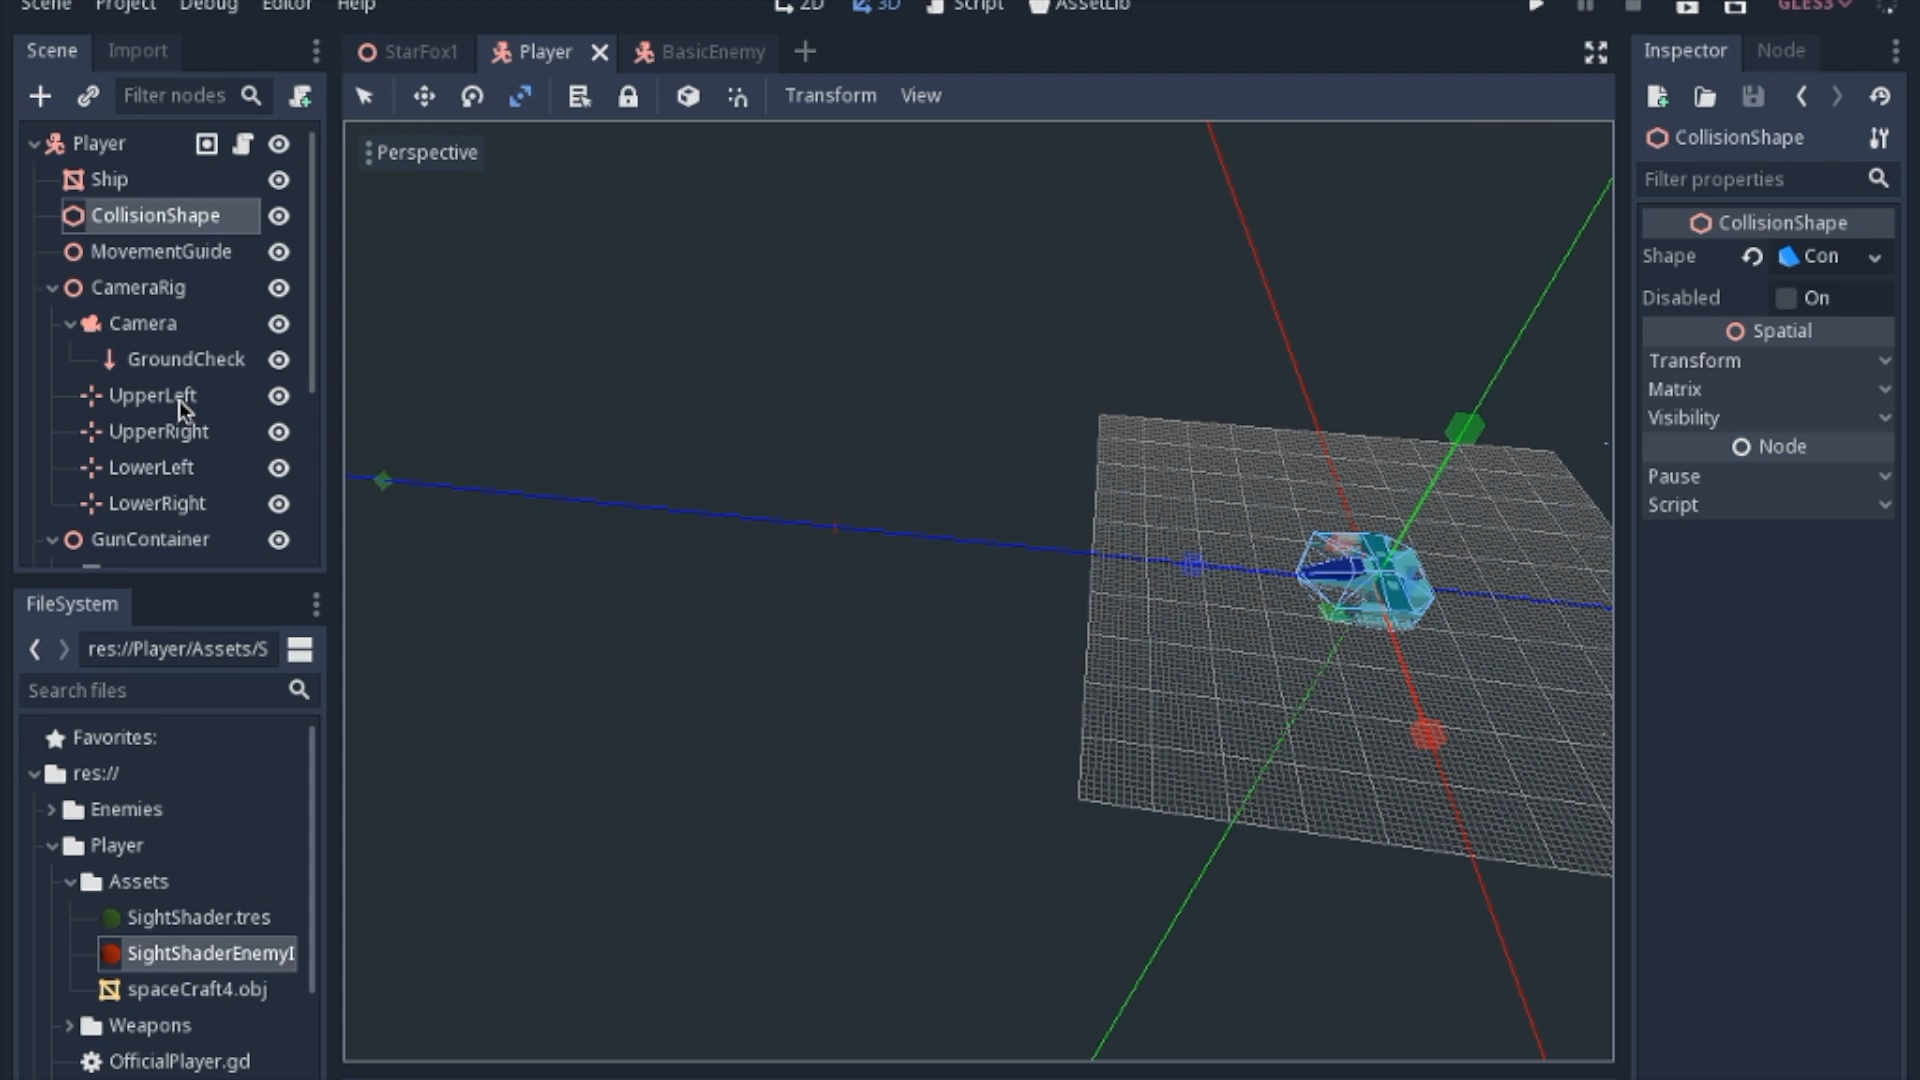 Scene Project Debug Editor Help
2D 3D Script AssetLib
GLES3
Scene Import
StarFox1 Player BasicEnemy
Inspector Node
Filter nodes
Transform View
Player
Ship
CollisionShape
MovementGuide
CameraRig
Camera
GroundCheck
UpperLeft
UpperRight
LowerLeft
LowerRight
GunContainer
Perspective
FileSystem
res://Player/Assets/S
Search files
Favorites:
res://
Enemies
Player
Assets
SightShader.tres
SightShaderEnemyI
spaceCraft4.obj
Weapons
OfficialPlayer.gd
CollisionShape
Filter properties
CollisionShape
Shape Con
Disabled On
Spatial
Transform
Matrix
Visibility
Node
Pause
Script